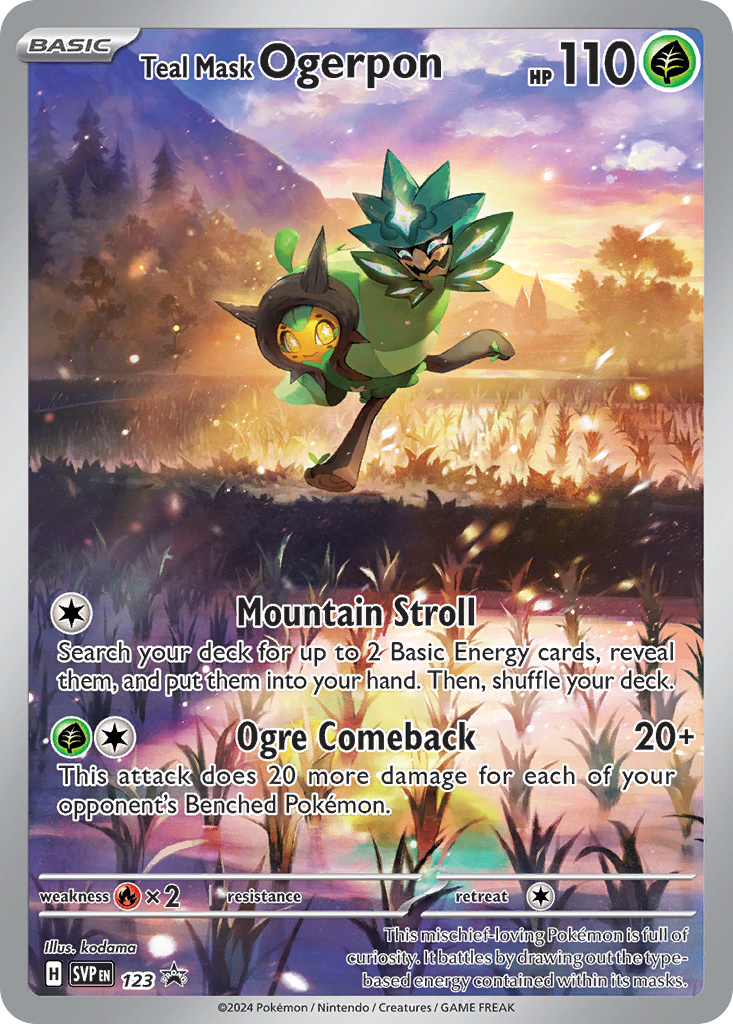 BASIC
Teal Mask Ogerpon HP 110
Mountain Stroll
Search your deck for up to 2 Basic Energy cards, reveal
them, and put them into your hand. Then, shuffle your deck.
Ogre Comeback 20+
This attack does 20 more damage for each of your
opponent's Benched Pokémon.
weakness ×2 resistance retreat
Illus. kodama
This mischief-loving Pokémon is full of
curiosity. It battles by drawing out the type-
based energy contained within its masks.
H SVP EN 123
©2024 Pokémon / Nintendo / Creatures / GAME FREAK